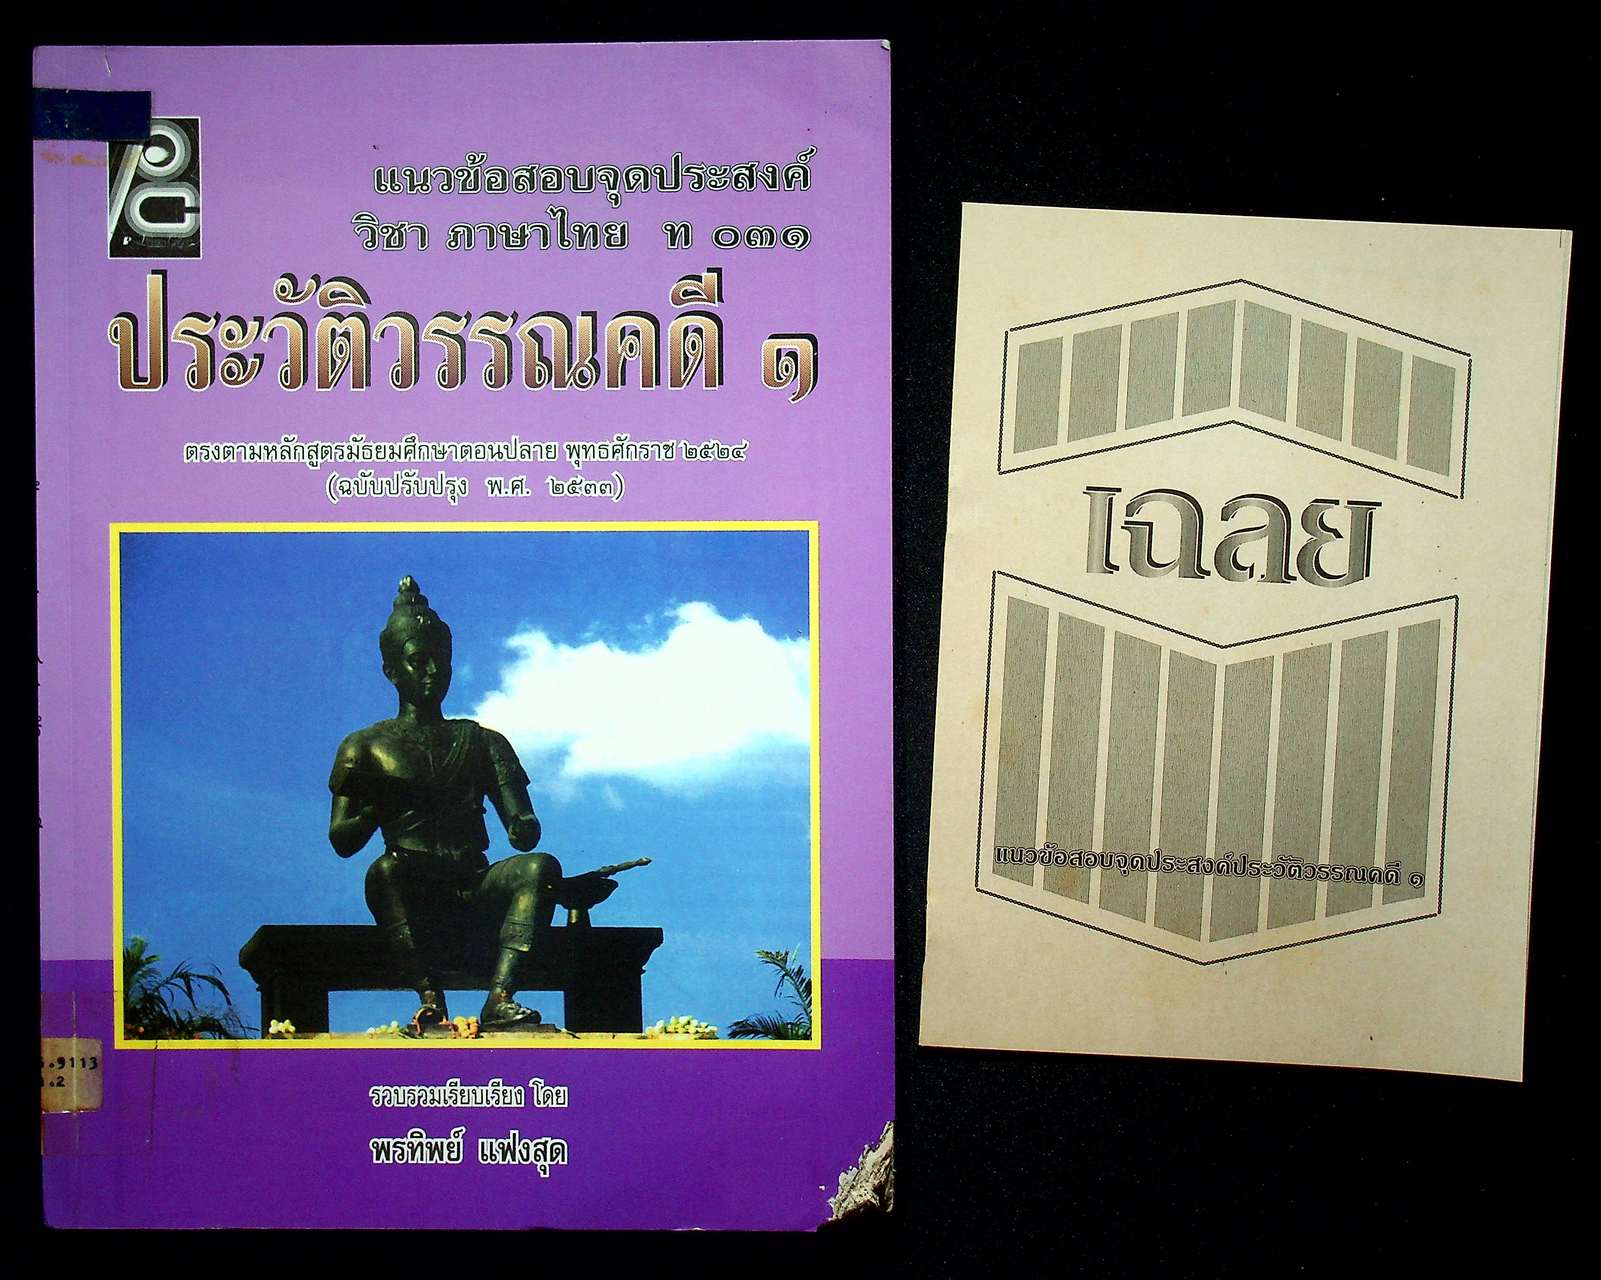 แนวข้อสอบจุดประสงค์
วิชา ภาษาไทย ท ๐๓๑
ประวัติวรรณคดี ๑
ตรงตามหลักสูตรมัธยมศึกษาตอนปลาย พุทธศักราช ๒๕๒๔
(ฉบับปรับปรุง พ.ศ. ๒๕๓๓)
.9113
.2
รวบรวมเรียบเรียง โดย
พรทิพย์ แฟงสุด
เฉลย
แนวข้อสอบจุดประสงค์ประวัติวรรณคดี ๑